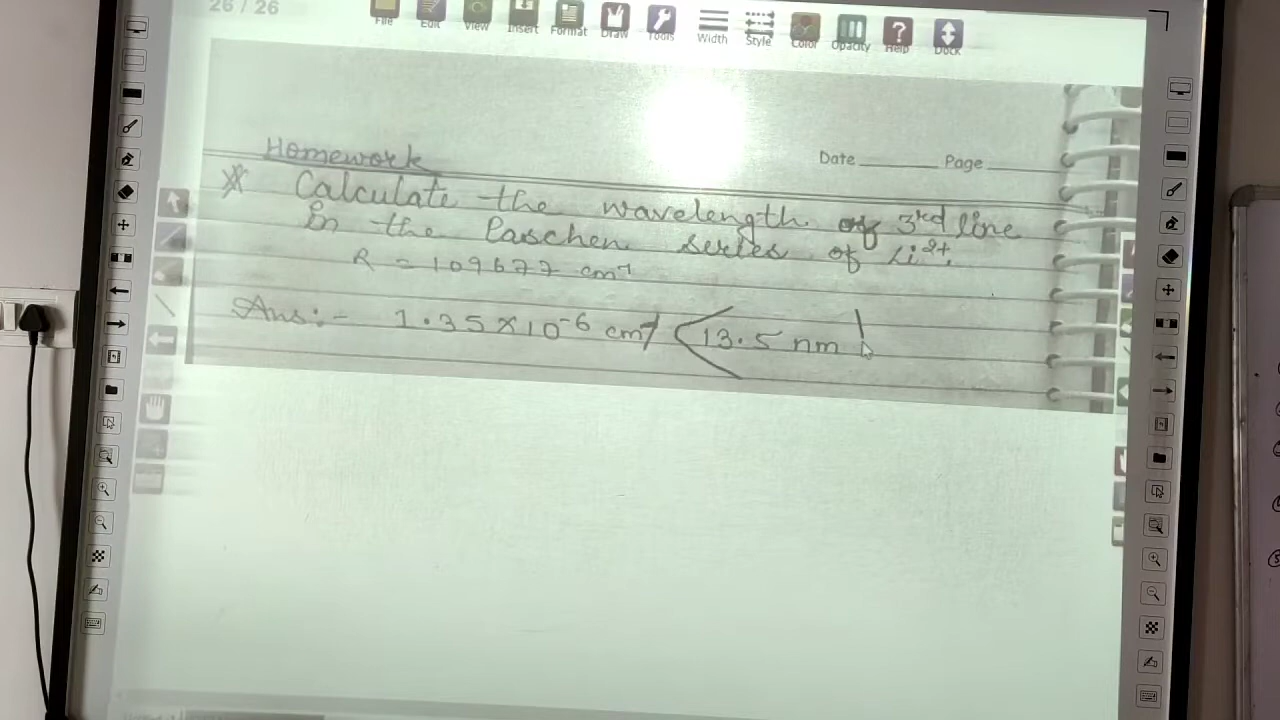 26 / 26
File Edit View Insert Format Draw Tools Width Style Color Opacity Help Dock
Date Page
Homework
Calculate the wavelength of 3rd line
in the Paschen series of Li²⁺.
R = 109677 cm⁻¹
Ans:- 1.35×10⁻⁶ cm 13.5 nm